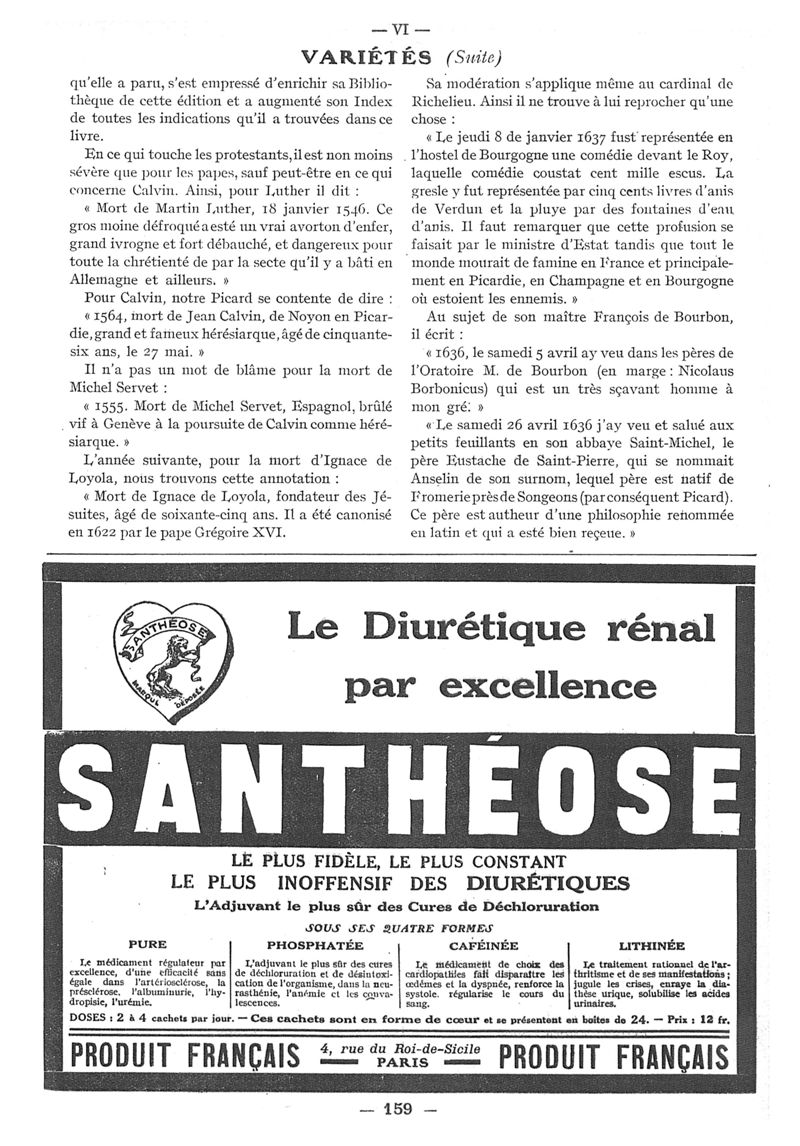 — VI —
VARIÉTÉS (Suite)
qu'elle a paru, s'est empressé d'enrichir sa Biblio-
thèque de cette édition et a augmenté son Index
de toutes les indications qu'il a trouvées dans ce
livre.
En ce qui touche les protestants, il est non moins
sévère que pour les papes, sauf peut-être en ce qui
concerne Calvin. Ainsi, pour Luther il dit :
« Mort de Martin Luther, 18 janvier 1546. Ce
gros moine défroqué a esté un vrai avorton d'enfer,
grand ivrogne et fort débauché, et dangereux pour
toute la chrétienté de par la secte qu'il y a bâti en
Allemagne et ailleurs. »
Pour Calvin, notre Picard se contente de dire :
« 1564, mort de Jean Calvin, de Noyon en Picar-
die, grand et fameux hérésiarque, âgé de cinquante-
six ans, le 27 mai. »
Il n'a pas un mot de blâme pour la mort de
Michel Servet :
« 1555. Mort de Michel Servet, Espagnol, brûlé
vif à Genève à la poursuite de Calvin comme héré-
siarque. »
L'année suivante, pour la mort d'Ignace de
Loyola, nous trouvons cette annotation :
« Mort de Ignace de Loyola, fondateur des Jé-
suites, âgé de soixante-cinq ans. Il a été canonisé
en 1622 par le pape Grégoire XVI.
Sa modération s'applique même au cardinal de
Richelieu. Ainsi il ne trouve à lui reprocher qu'une
chose :
« Le jeudi 8 de janvier 1637 fust représentée en
l'hostel de Bourgogne une comédie devant le Roy,
laquelle comédie coustat cent mille escus. La
gresle y fut représentée par cinq cents livres d'anis
de Verdun et la pluye par des fontaines d'eau
d'anis. Il faut remarquer que cette profusion se
faisait par le ministre d'Estat tandis que tout le
monde mourait de famine en France et principale-
ment en Picardie, en Champagne et en Bourgogne
où estoient les ennemis. »
Au sujet de son maître François de Bourbon,
il écrit :
« 1636, le samedi 5 avril ay veu dans les pères de
l'Oratoire M. de Bourbon (en marge : Nicolaus
Borbonicus) qui est un très sçavant homme à
mon gré. »
« Le samedi 26 avril 1636 j'ay veu et salué aux
petits feuillants en son abbaye Saint-Michel, le
père Eustache de Saint-Pierre, qui se nommait
Anselin de son surnom, lequel père est natif de
Fromerie près de Songeons (par conséquent Picard).
Ce père est autheur d'une philosophie renommée
en latin et qui a esté bien reçeue. »
SANTHÉOSE
MARQUE DÉPOSÉE
Le Diurétique rénal
par excellence
SANTHÉOSE
LE PLUS FIDÈLE, LE PLUS CONSTANT
LE PLUS INOFFENSIF DES DIURÉTIQUES
L'Adjuvant le plus sûr des Cures de Déchloruration
SOUS SES QUATRE FORMES
PURE
Le médicament régulateur par
excellence, d'une efficacité sans
égale dans l'artériosclérose, la
présclérose, l'albuminurie, l'hy-
dropisie, l'urémie.
PHOSPHATÉE
L'adjuvant le plus sûr des cures
de déchloruration et de désintoxi-
cation de l'organisme, dans la neu-
rasthénie, l'anémie et les conva-
lescences.
CAFÉINÉE
Le médicament de choix des
cardiopathies fait disparaître les
œdèmes et la dyspnée, renforce la
systole, régularise le cours du
sang.
LITHINÉE
Le traitement rationnel de l'ar-
thritisme et de ses manifestations ;
jugule les crises, enraye la dia-
thèse urique, solubilise les acides
urinaires.
DOSES : 2 à 4 cachets par jour. — Ces cachets sont en forme de cœur et se présentent en boîtes de 24. — Prix : 12 fr.
PRODUIT FRANÇAIS
4, rue du Roi-de-Sicile
PARIS
PRODUIT FRANÇAIS
— 159 —